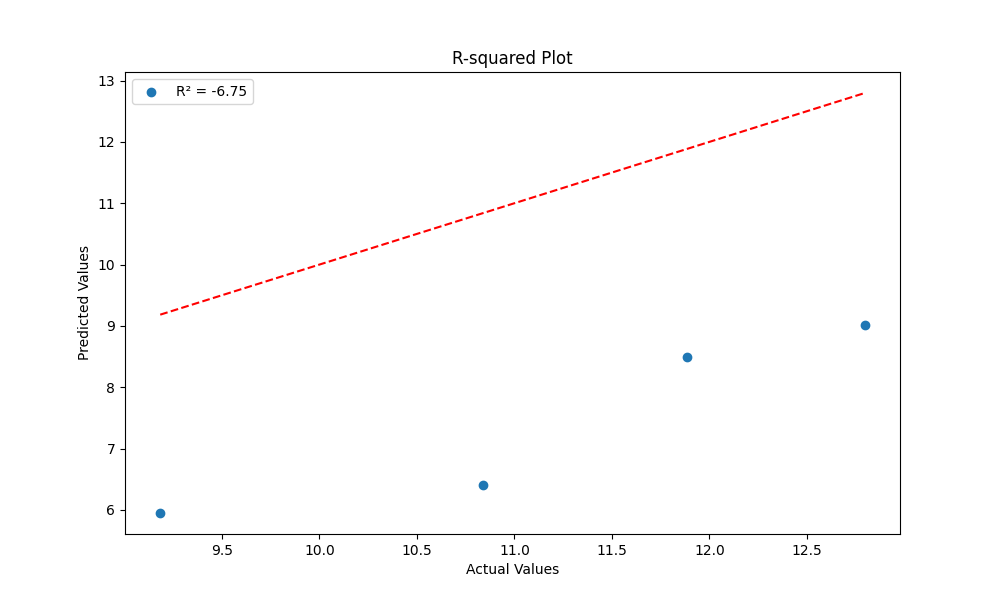 R-squared Plot
R² = -6.75
13
12
11
10
9
8
7
6
Predicted Values
9.5 10.0 10.5 11.0 11.5 12.0 12.5
Actual Values